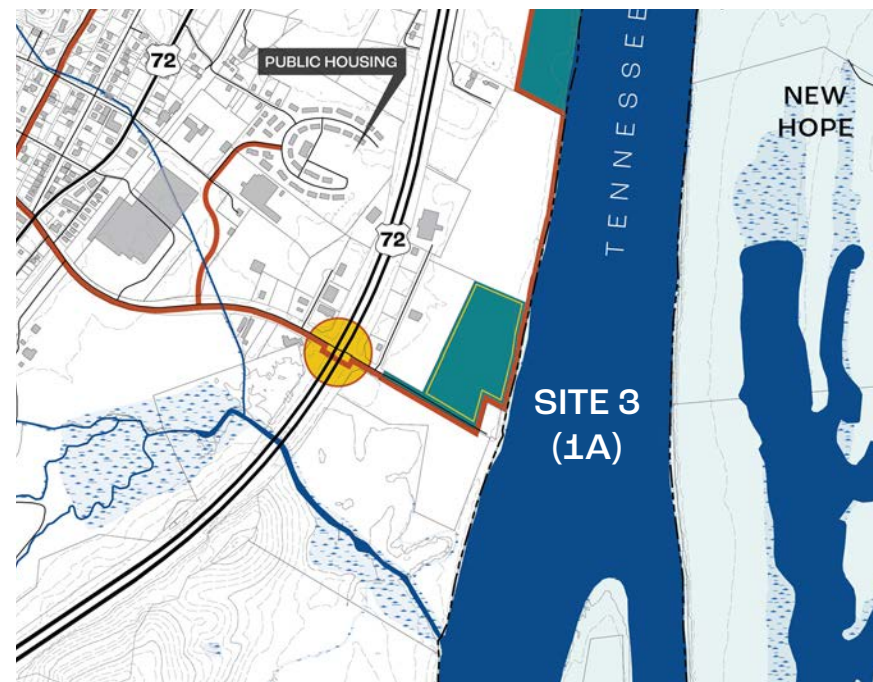 72
PUBLIC HOUSING
TENNESSEE
NEW
HOPE
72
SITE 3
(1A)